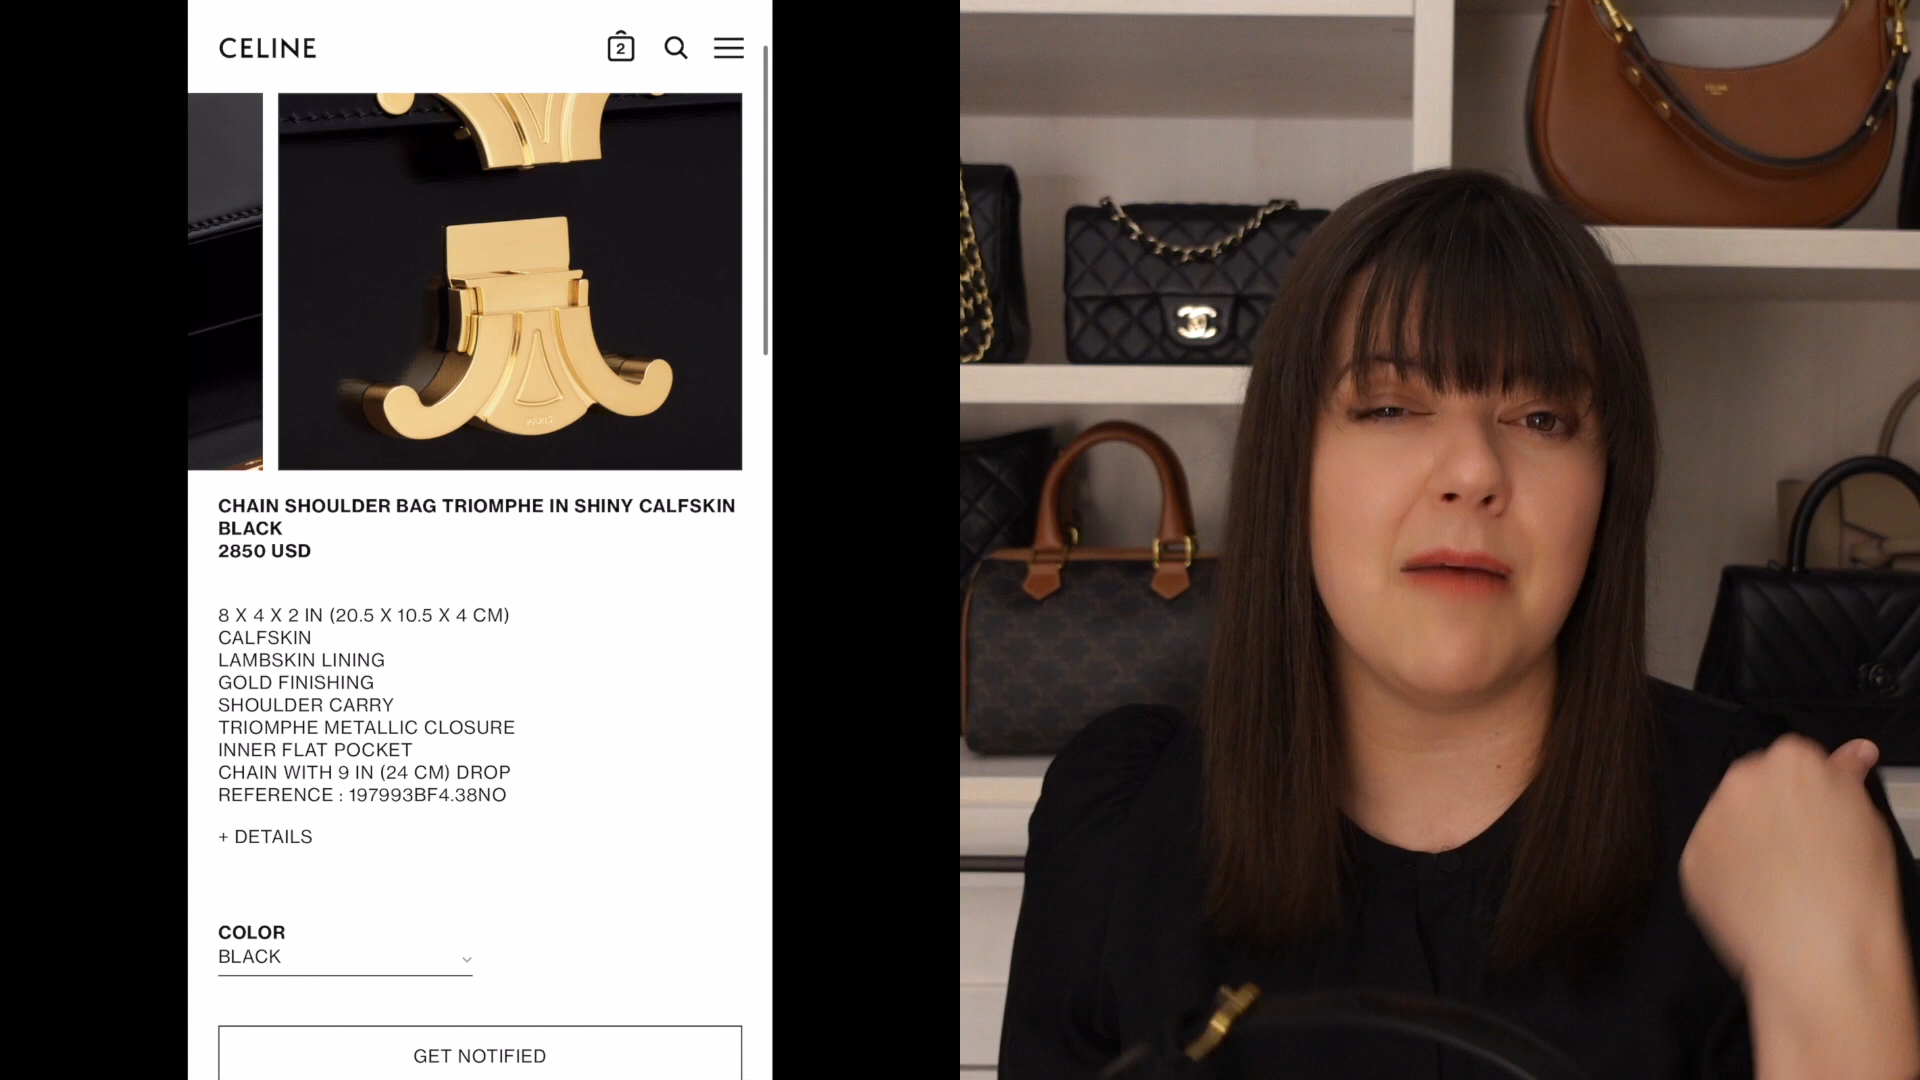 CELINE
2
PARIS
CHAIN SHOULDER BAG TRIOMPHE IN SHINY CALFSKIN
BLACK
2850 USD
8 X 4 X 2 IN (20.5 X 10.5 X 4 CM)
CALFSKIN
LAMBSKIN LINING
GOLD FINISHING
SHOULDER CARRY
TRIOMPHE METALLIC CLOSURE
INNER FLAT POCKET
CHAIN WITH 9 IN (24 CM) DROP
REFERENCE : 197993BF4.38NO
+ DETAILS
COLOR
BLACK
GET NOTIFIED
CELINE